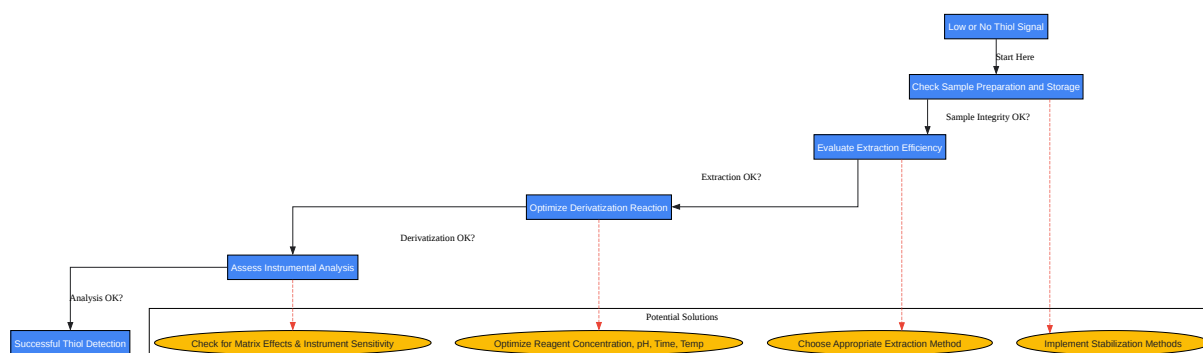 Low or No Thiol Signal
Start Here
Check Sample Preparation and Storage
Sample Integrity OK?
Evaluate Extraction Efficiency
Extraction OK?
Optimize Derivatization Reaction
Derivatization OK?
Assess Instrumental Analysis
Analysis OK?
Potential Solutions
Successful Thiol Detection
Check for Matrix Effects & Instrument Sensitivity
Optimize Reagent Concentration, pH, Time, Temp
Choose Appropriate Extraction Method
Implement Stabilization Methods